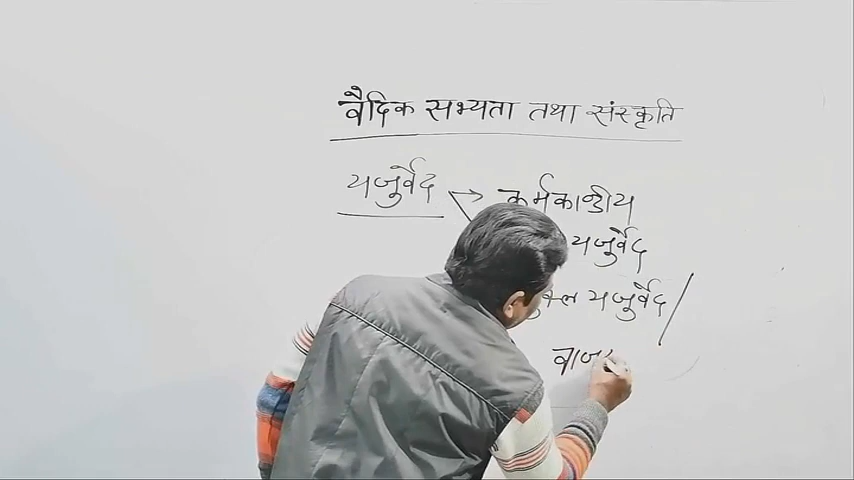 वैदिक सभ्यता तथा संस्कृति
यजुर्वेद → कर्मकाण्डीय
यजुर्वेद
यजुर्वेद /